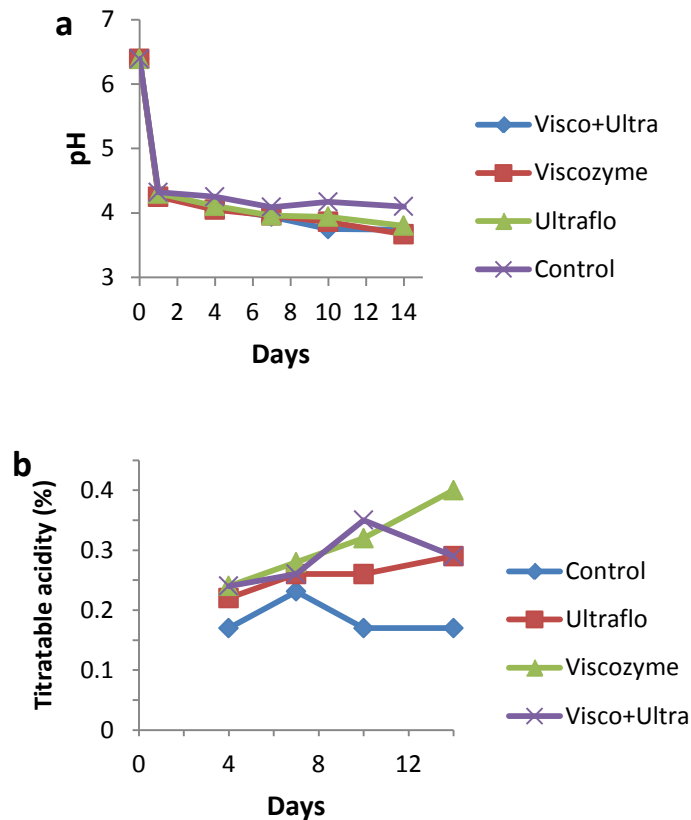 a
7
6
5
4
3
pH
0 2 4 6 8 10 12 14
Days
Visco+Ultra
Viscozyme
Ultraflo
Control
b
0.4
0.3
0.2
0.1
0
Titratable acidity (%)
0 4 8 12
Days
Control
Ultraflo
Viscozyme
Visco+Ultra